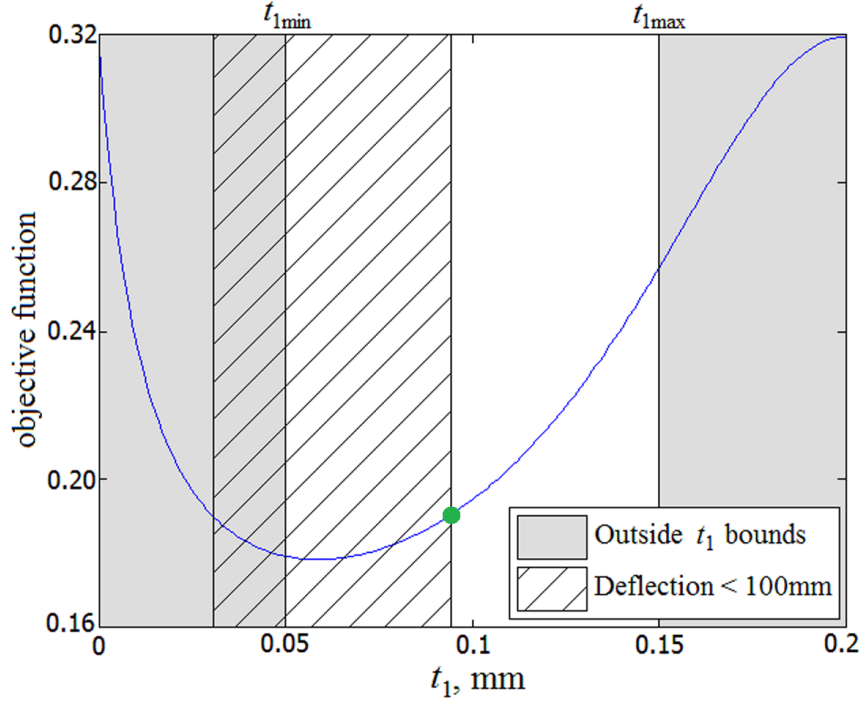 t1min t1max
0.32
0.28
0.24
0.20
0.16
objective function
0 0.05 0.1 0.15 0.2
t1, mm
Outside t1 bounds
Deflection < 100mm